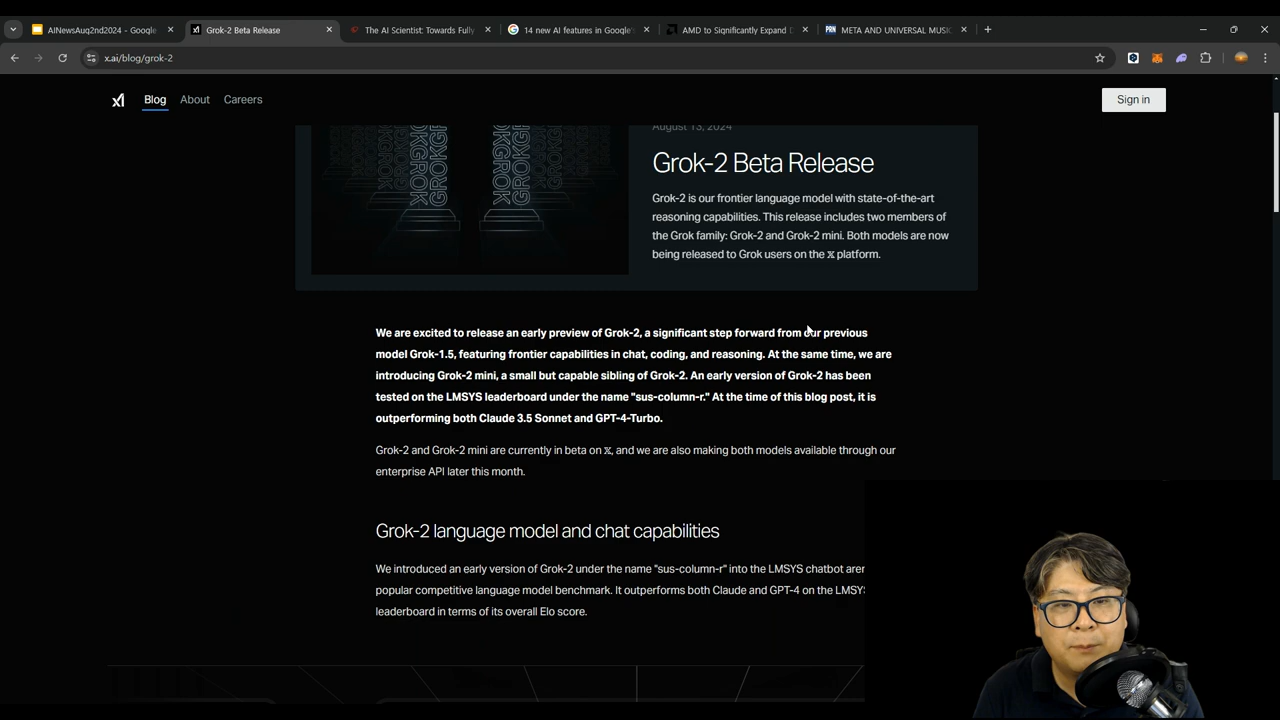 AINewsAug2nd2024 - Google
Grok-2 Beta Release
The AI Scientist: Towards Fully
14 new AI features in Google's
AMD to Significantly Expand D
PRN
META AND UNIVERSAL MUSIC
x.ai/blog/grok-2
xI
Blog
About
Careers
Sign in
August 13, 2024
Grok-2 Beta Release
Grok-2 is our frontier language model with state-of-the-art
reasoning capabilities. This release includes two members of
the Grok family: Grok-2 and Grok-2 mini. Both models are now
being released to Grok users on the 𝕏 platform.
We are excited to release an early preview of Grok-2, a significant step forward from our previous
model Grok-1.5, featuring frontier capabilities in chat, coding, and reasoning. At the same time, we are
introducing Grok-2 mini, a small but capable sibling of Grok-2. An early version of Grok-2 has been
tested on the LMSYS leaderboard under the name "sus-column-r." At the time of this blog post, it is
outperforming both Claude 3.5 Sonnet and GPT-4-Turbo.
Grok-2 and Grok-2 mini are currently in beta on 𝕏, and we are also making both models available through our
enterprise API later this month.
Grok-2 language model and chat capabilities
We introduced an early version of Grok-2 under the name "sus-column-r" into the LMSYS chatbot aren
popular competitive language model benchmark. It outperforms both Claude and GPT-4 on the LMSYS
leaderboard in terms of its overall Elo score.